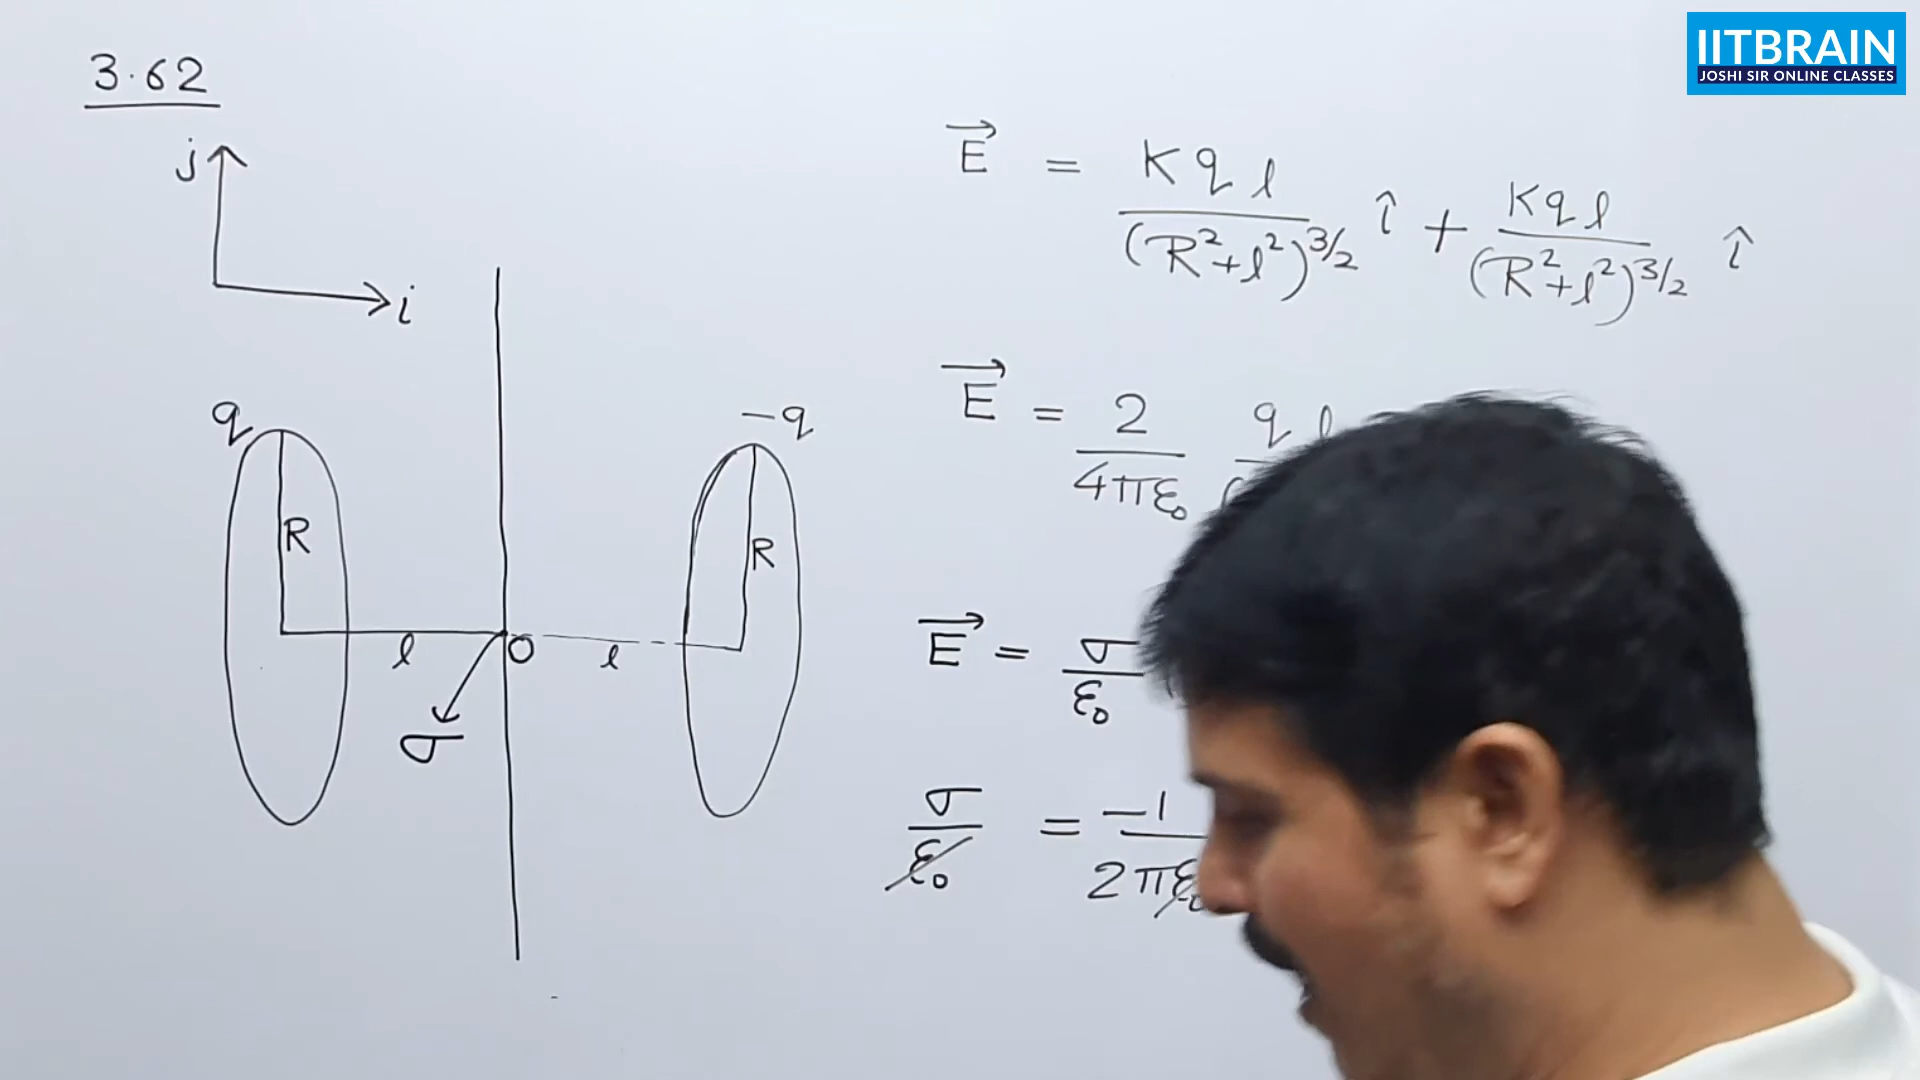 IITBRAIN
JOSHI SIR ONLINE CLASSES
3.62
j
i
q
-q
R
R
l
O
l
σ
E⃗ = Kql/(R²+l²)^3/2 î + Kql/(R²+l²)^3/2 î
E⃗ = 2/4πε₀ q l
E⃗ = σ/ε₀ (
σ/ε₀ = -1/2πε₀